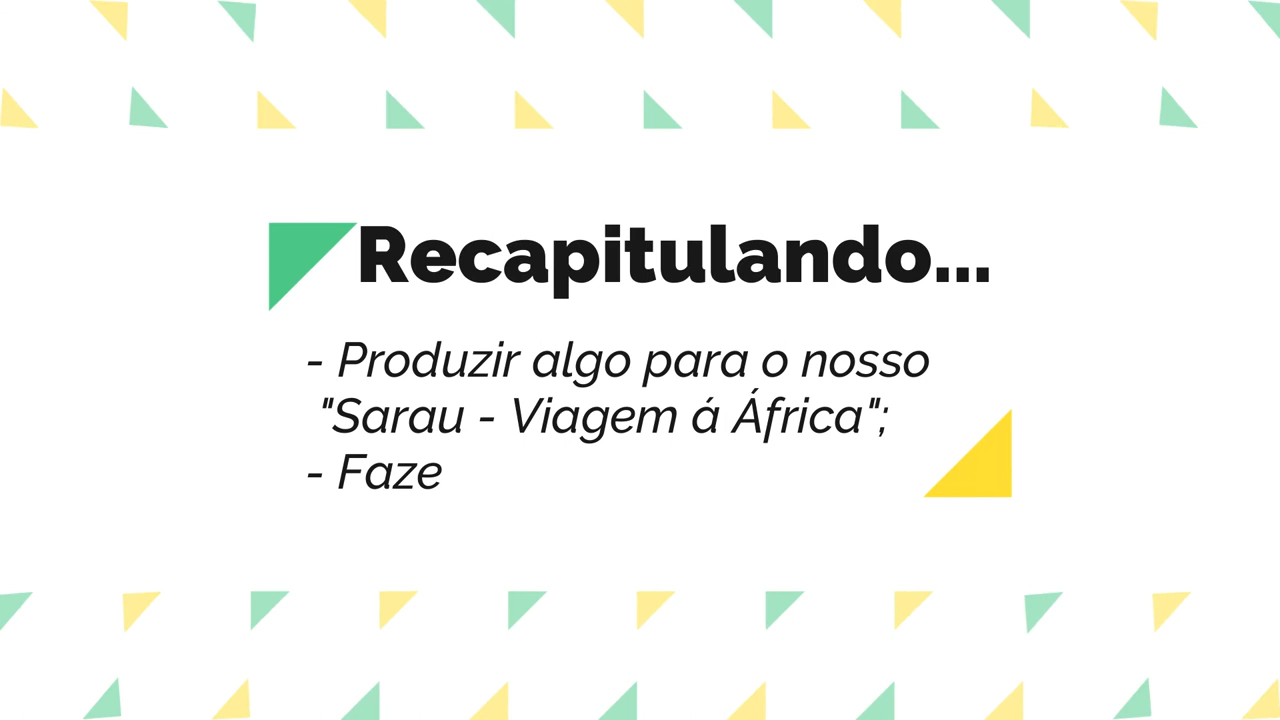 Recapitulando...
- Produzir algo para o nosso
"Sarau - Viagem á África";
- Faze